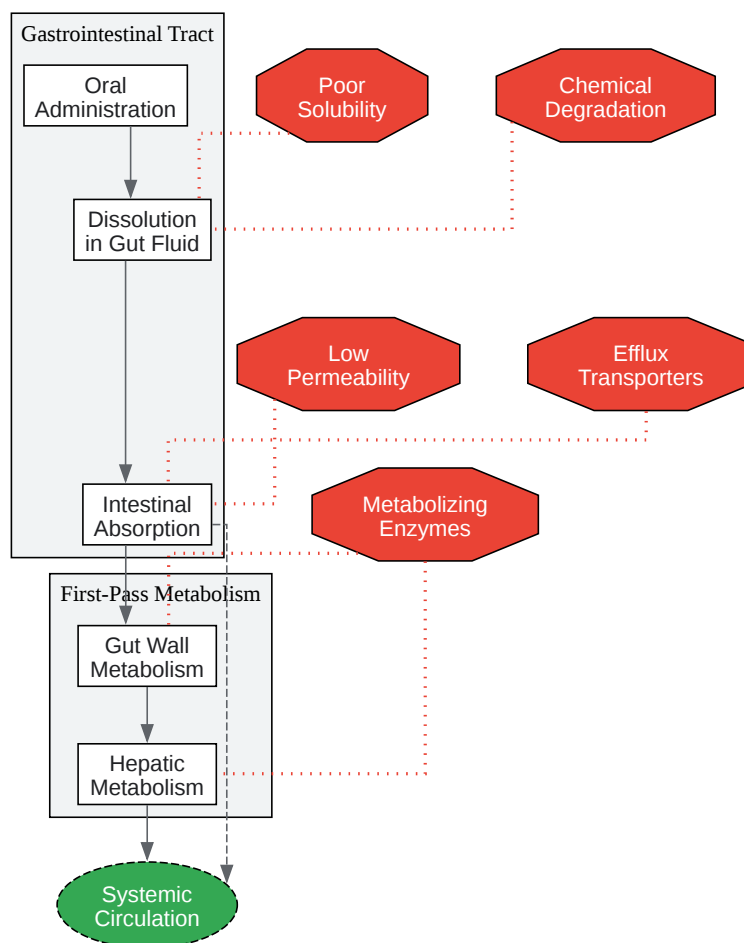 Gastrointestinal Tract
Oral
Administration
Poor
Solubility
Chemical
Degradation
Dissolution
in Gut Fluid
Low
Permeability
Efflux
Transporters
Intestinal
Absorption
Metabolizing
Enzymes
First-Pass Metabolism
Gut Wall
Metabolism
Hepatic
Metabolism
Systemic
Circulation